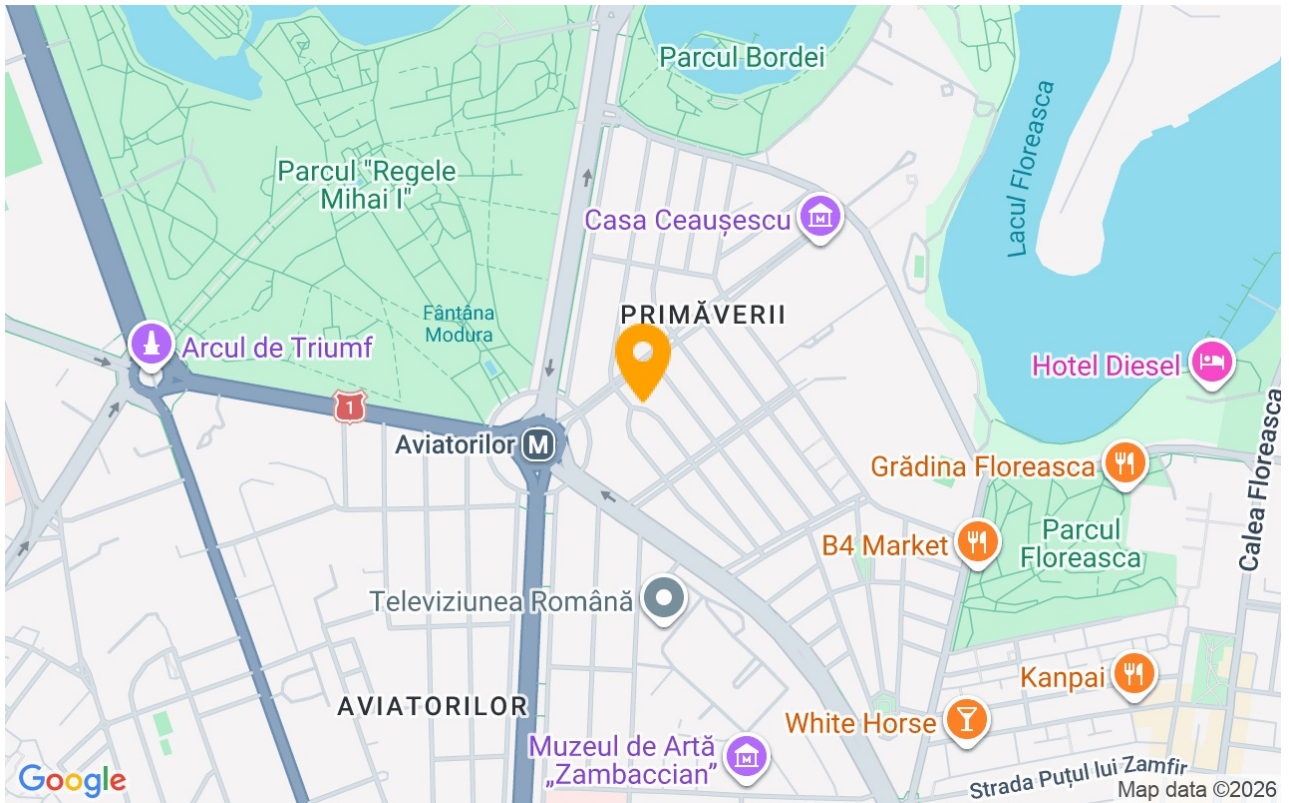 Parcul Bordei
Lacul Floreasca
Parcul "Regele
Mihai I"
Casa Ceaușescu
Fântâna
Modura
PRIMĂVERII
Arcul de Triumf
Hotel Diesel
1
Aviatorilor M
Calea Floreasca
Grădina Floreasca
B4 Market
Parcul
Floreasca
Televiziunea Română
Kanpai
AVIATORILOR
White Horse
Muzeul de Artă
„Zambaccian”
Strada Puțul lui Zamfir
Google
Map data ©2026